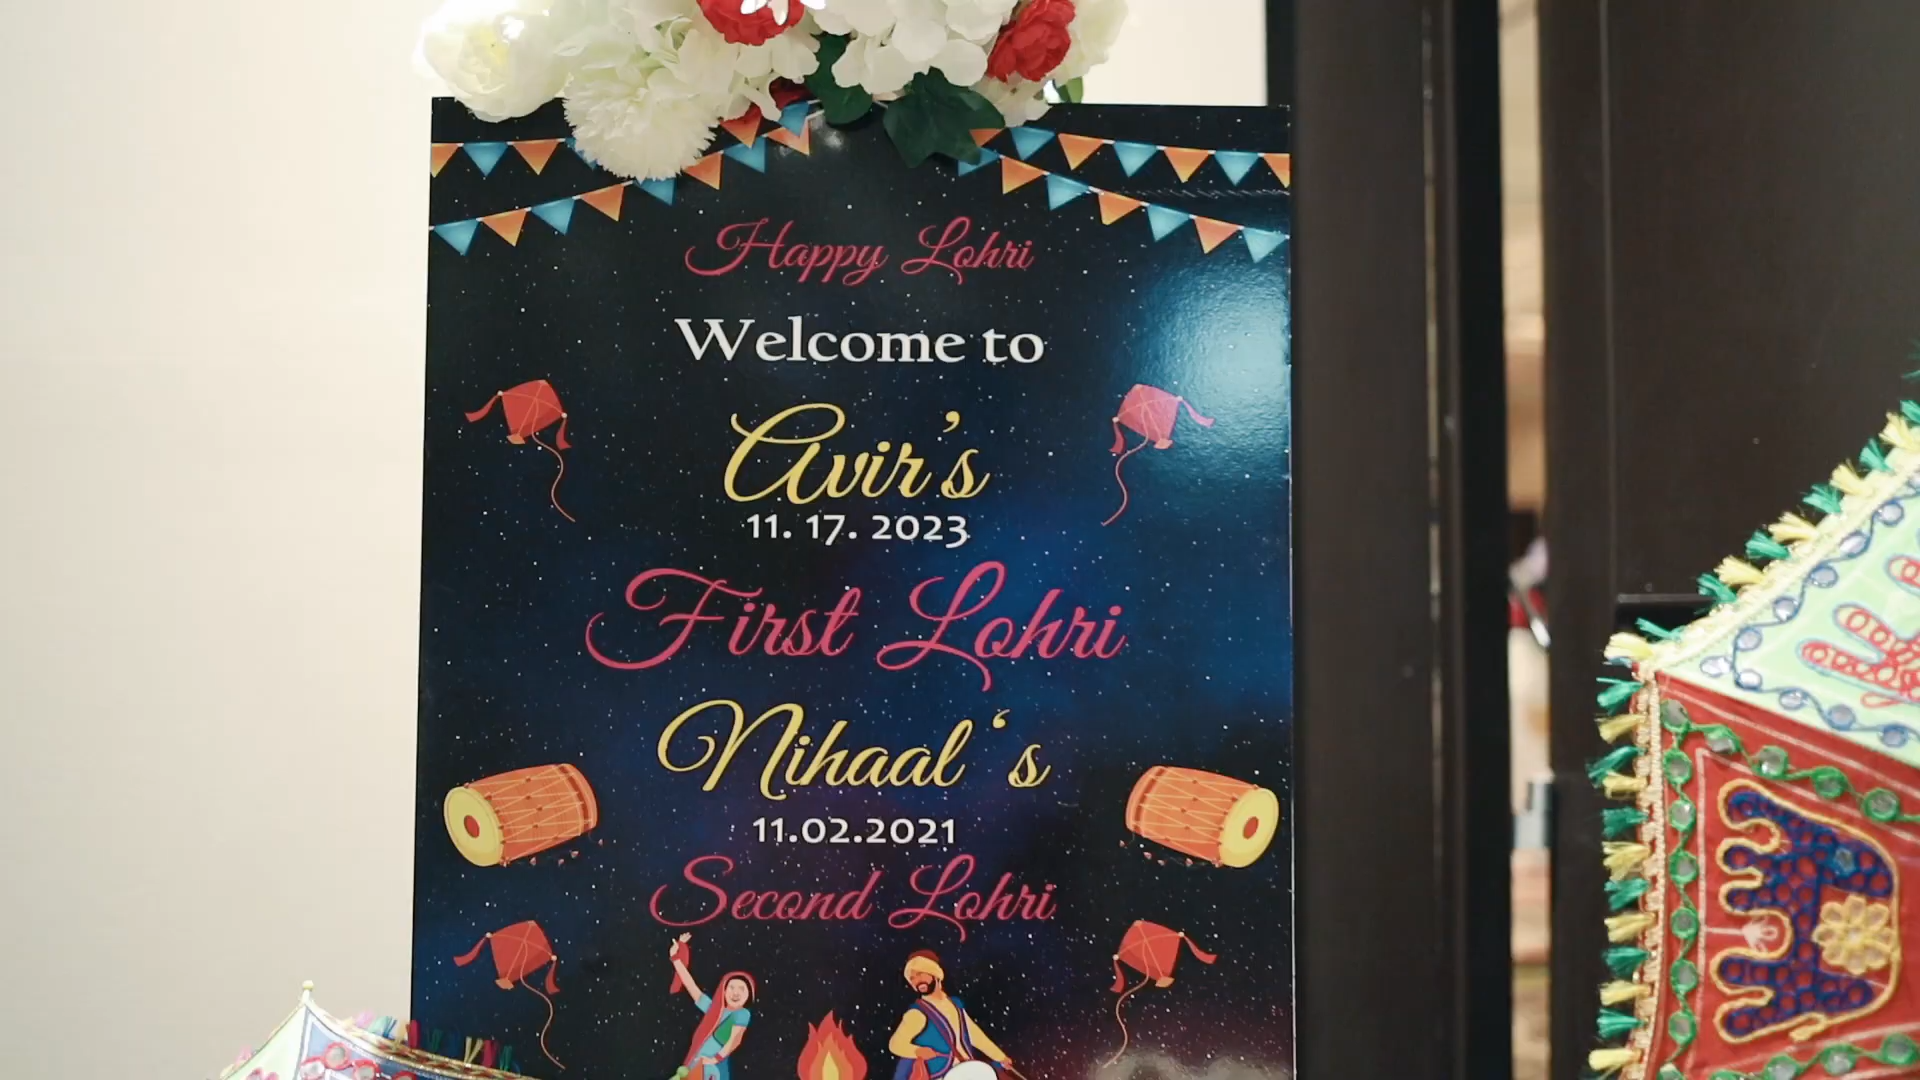 Happy Lohri
Welcome to
Avir's
11. 17. 2023
First Lohri
Nihaal ‘s
11.02.2021
Second Lohri